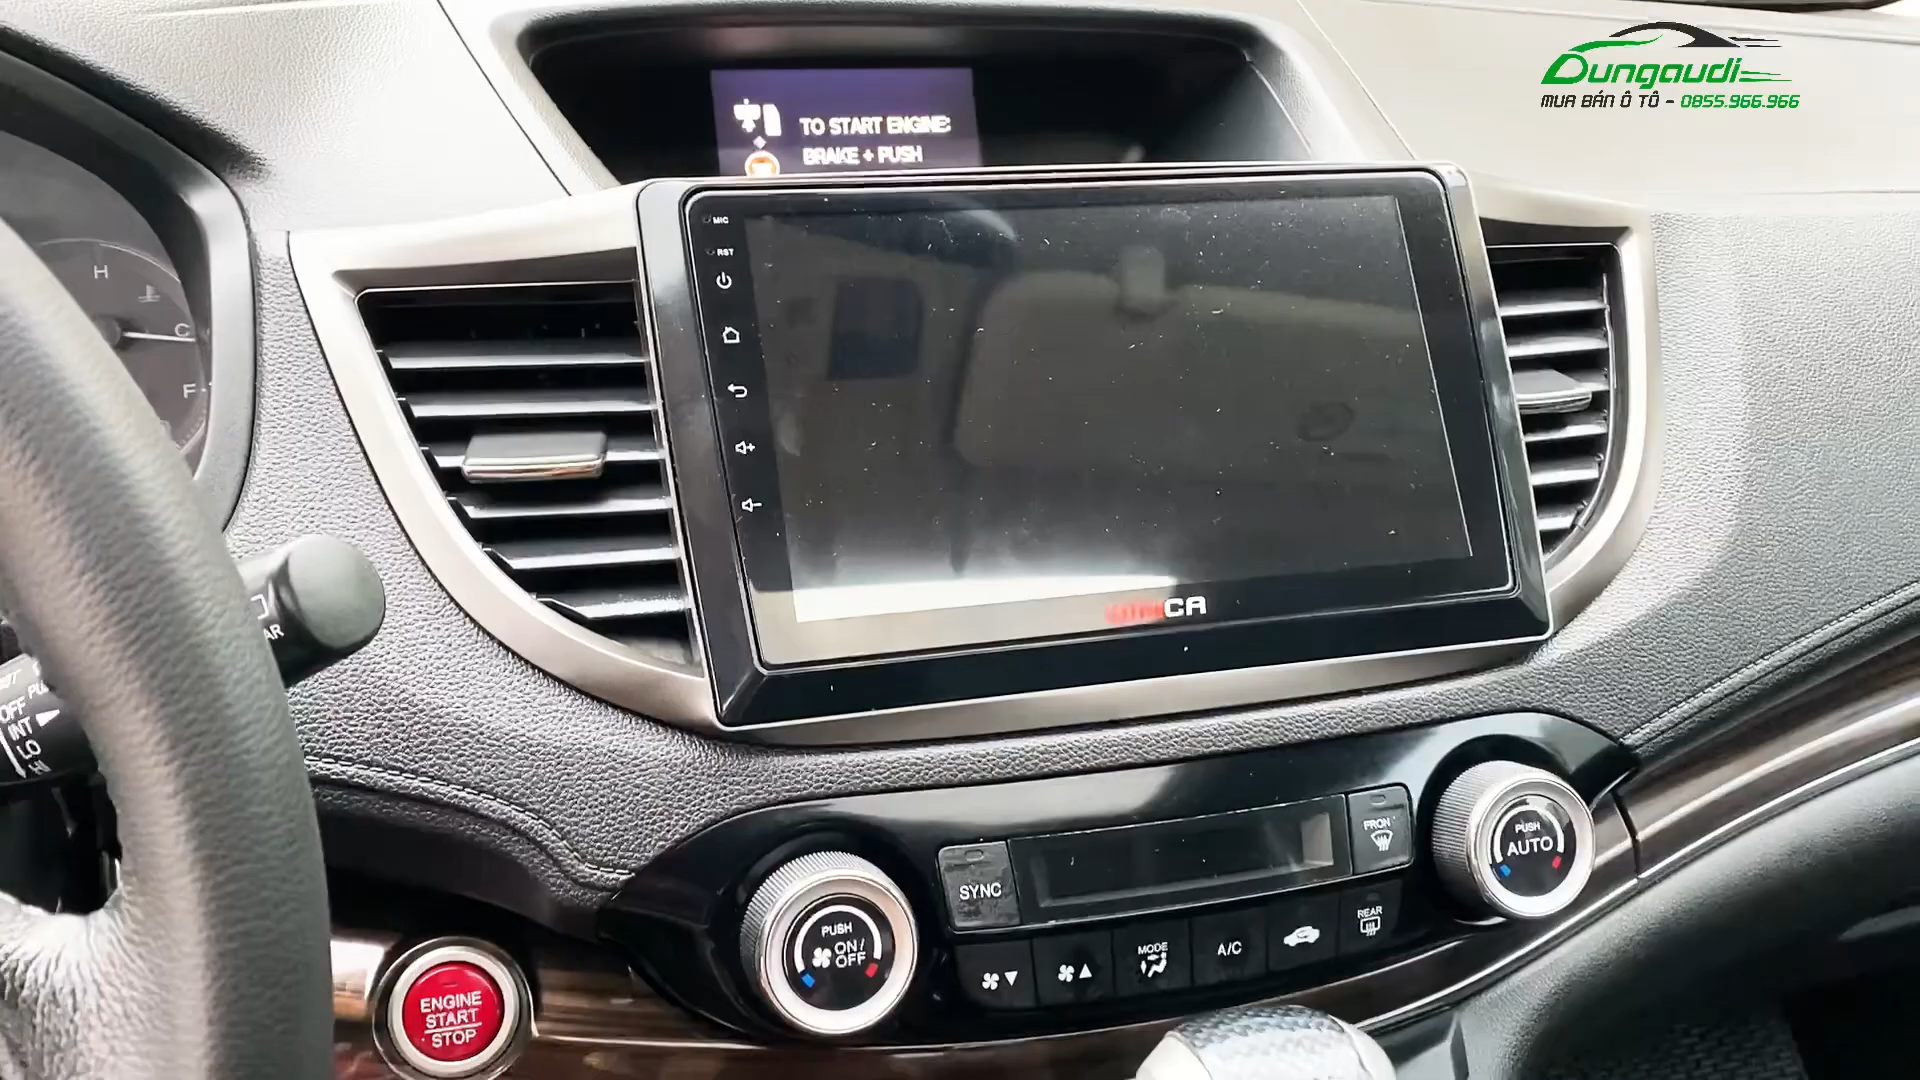 Dungaudi
MUA BÁN Ô TÔ - 0855.966.966
TO START ENGINE:
BRAKE + PUSH
MIC
RST
H
C
F
CA
OFF
INT
LO
HI
PUSH
ON/
OFF
SYNC
MODE
A/C
REAR
FRON
PUSH
AUTO
ENGINE
START
STOP